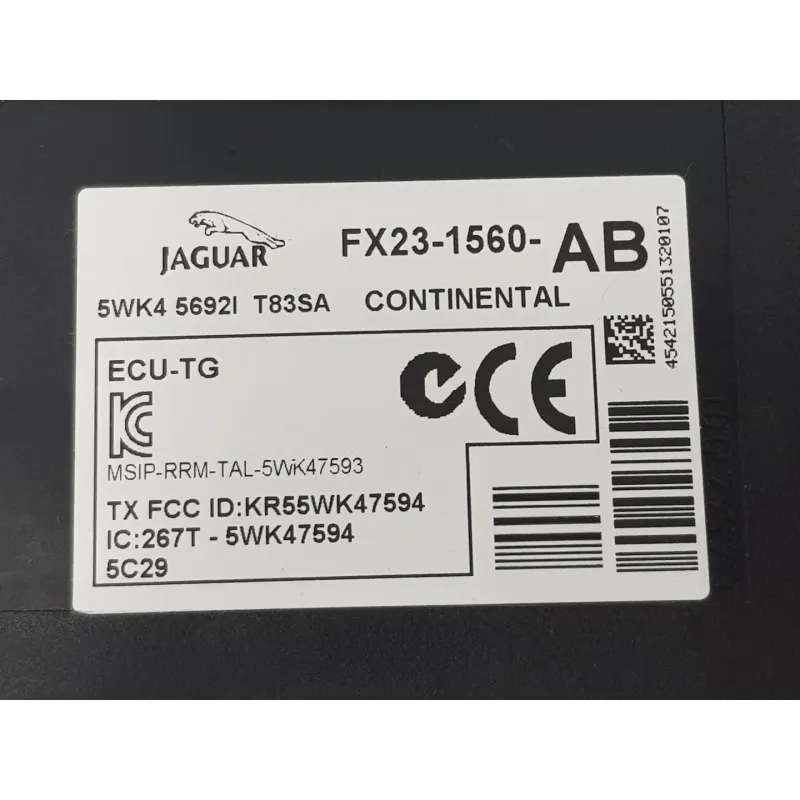 JAGUAR
FX23-1560-AB
5WK4 5692I T83SA CONTINENTAL
4542150551320107
ECU-TG
MSIP-RRM-TAL-5WK47593
TX FCC ID:KR55WK47594
IC:267T - 5WK47594
5C29